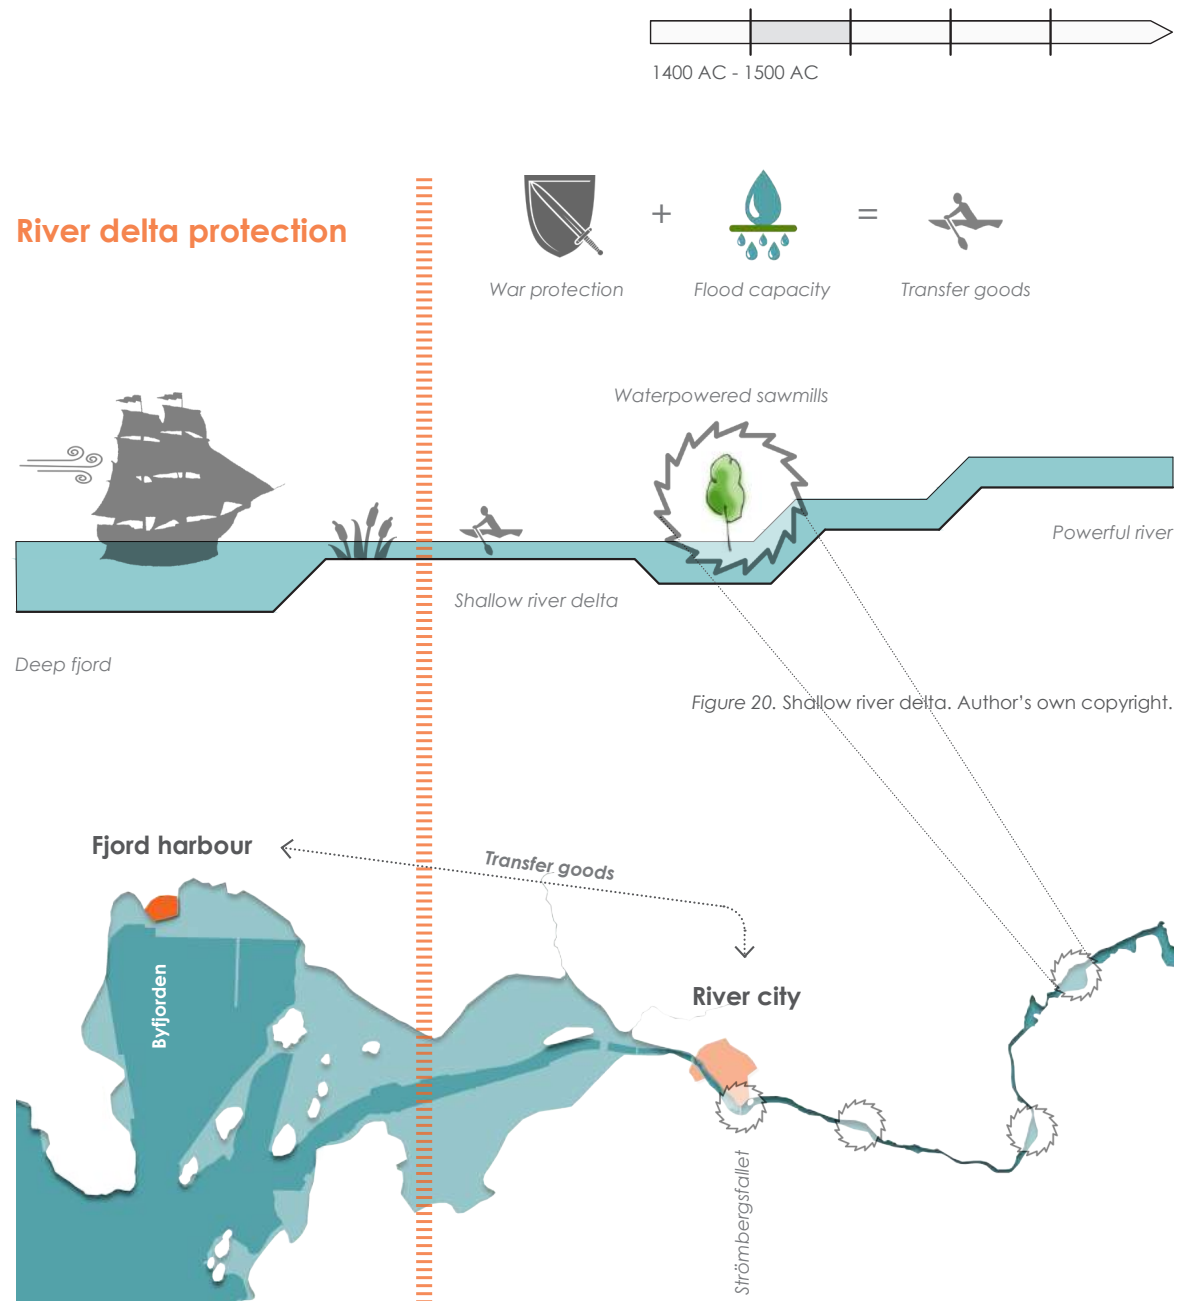 1400 AC - 1500 AC
River delta protection
+
=
War protection
Flood capacity
Transfer goods
Waterpowered sawmills
Powerful river
Shallow river delta
Deep fjord
Figure 20. Shallow river delta. Author's own copyright.
Fjord harbour
Transfer goods
Byfjorden
River city
Strömbergsfallet